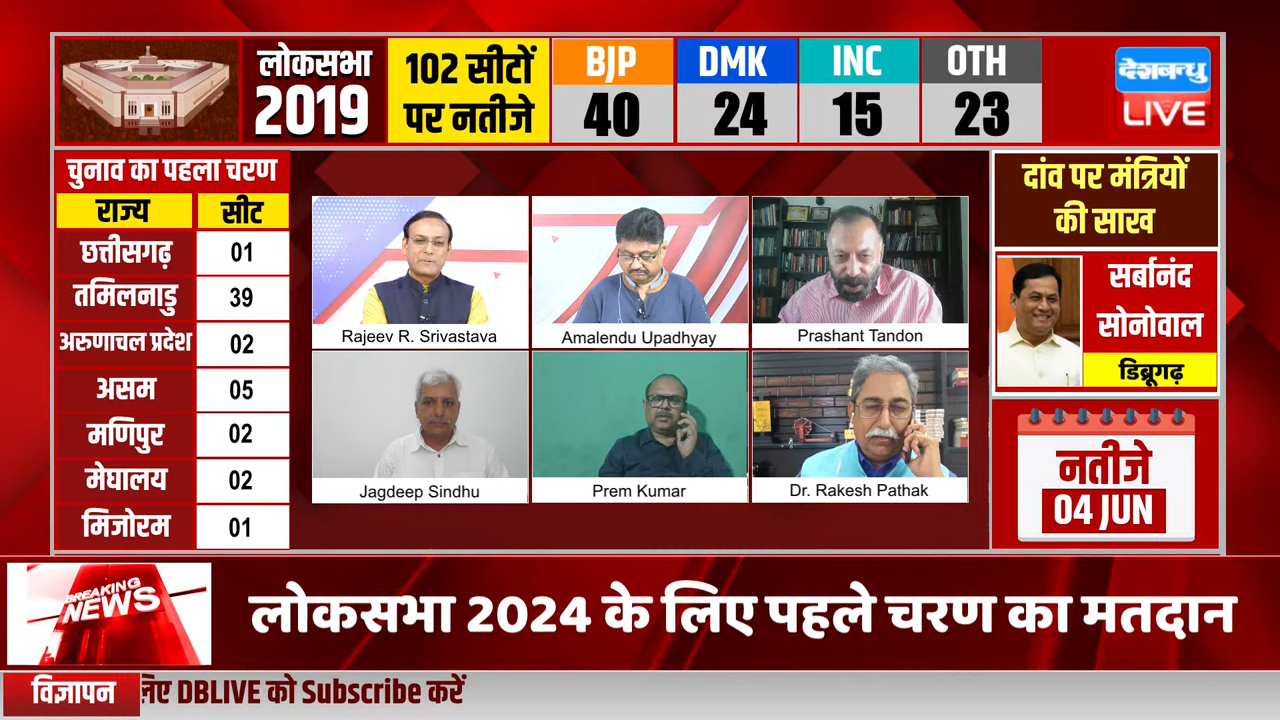 लोकसभा
2019
102 सीटों
पर नतीजे
BJP
40
DMK
24
INC
15
OTH
23
देशबन्धु
LIVE
चुनाव का पहला चरण
राज्य सीट
छत्तीसगढ़ 01
तमिलनाडु 39
अरुणाचल प्रदेश 02
असम 05
मणिपुर 02
मेघालय 02
मिजोरम 01
Rajeev R. Srivastava
Amalendu Upadhyay
Prashant Tandon
Jagdeep Sindhu
Prem Kumar
Dr. Rakesh Pathak
दांव पर मंत्रियों
की साख
सर्बानंद
सोनोवाल
डिब्रूगढ़
नतीजे
04 JUN
BREAKING
NEWS
लोकसभा 2024 के लिए पहले चरण का मतदान
विज्ञापन
लिए DBLIVE को Subscribe करें